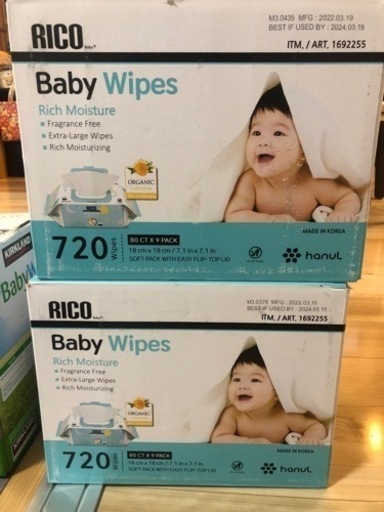 M3.0435 MFG : 2022.03.19
BEST IF USED BY : 2024.03.19
ITM. / ART. 1692255
RICO
baby
Baby Wipes
Rich Moisture
Fragrance Free
Extra-Large Wipes
Rich Moisturizing
ORGANIC
720 Wipes
80 CT X 9 PACK
18 cm x 18 cm / 7.1 in x 7.1 in
SOFT PACK WITH EASY FLIP-TOP LID
MADE IN KOREA
hanul
KIRKLAND
Baby
M3.0376 MFG : 2022.03.10
BEST IF USED BY : 2024.03.10
ITM. / ART. 1692255
RICO
Baby Wipes
Rich Moisture
Fragrance Free
Extra-Large Wipes
Rich Moisturizing
ORGANIC
720 Wipes
80 CT X 9 PACK
18 cm x 18 cm / 7.1 in x 7.1 in
SOFT PACK WITH EASY FLIP-TOP LID
MADE IN KOREA
hanul